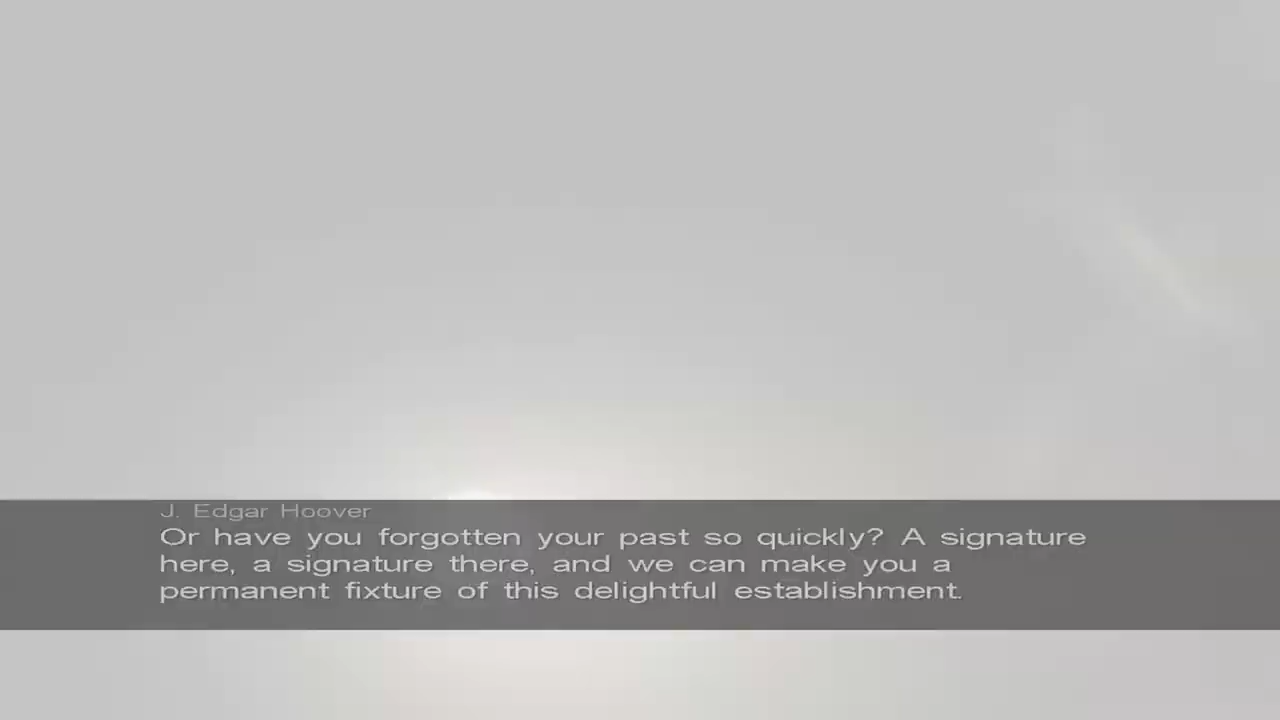 J. Edgar Hoover
Or have you forgotten your past so quickly? A signature
here, a signature there, and we can make you a
permanent fixture of this delightful establishment.